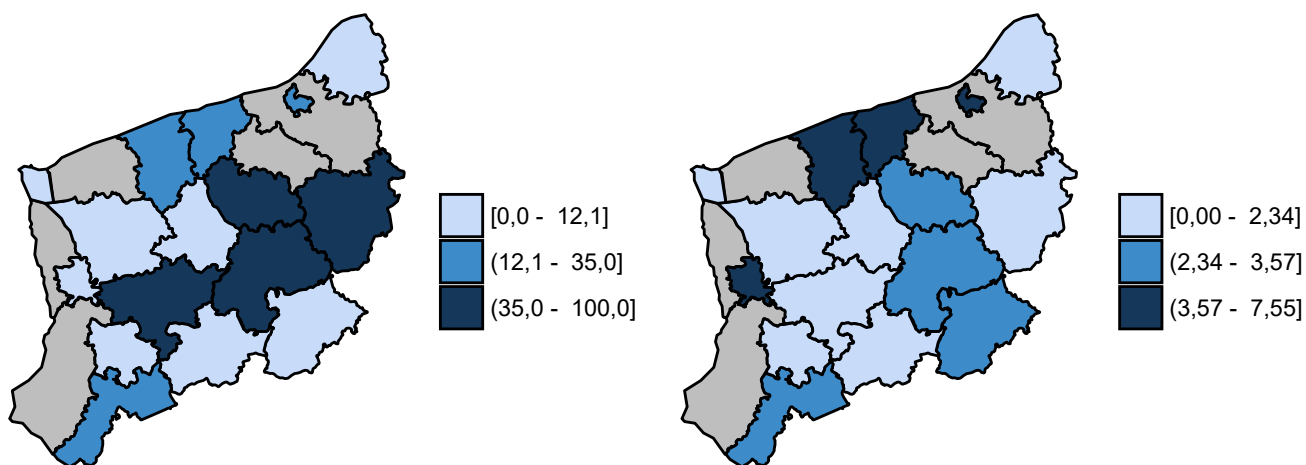 [0,0 - 12,1]
(12,1 - 35,0]
(35,0 - 100,0]
[0,00 - 2,34]
(2,34 - 3,57]
(3,57 - 7,55]